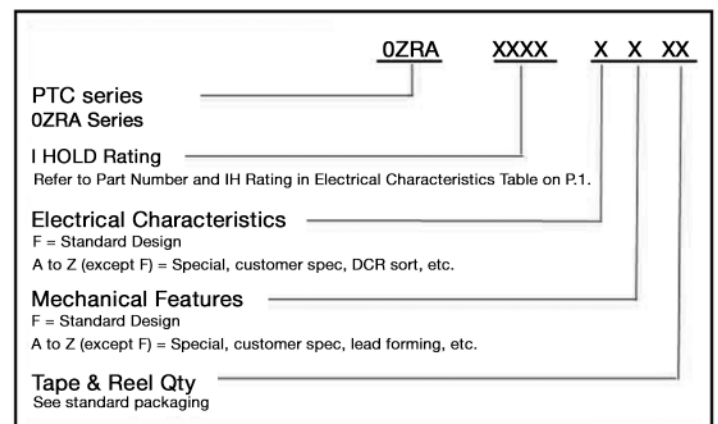 0ZRA XXXX X X XX
PTC series
0ZRA Series
I HOLD Rating
Refer to Part Number and IH Rating in Electrical Characteristics Table on P.1.
Electrical Characteristics
F = Standard Design
A to Z (except F) = Special, customer spec, DCR sort, etc.
Mechanical Features
F = Standard Design
A to Z (except F) = Special, customer spec, lead forming, etc.
Tape & Reel Qty
See standard packaging